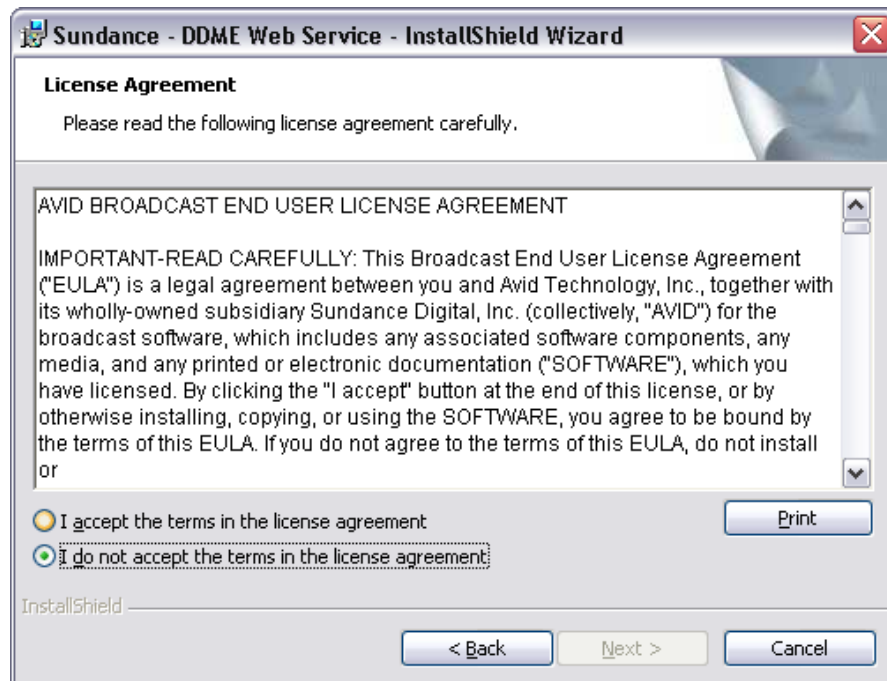 Sundance - DDME Web Service - InstallShield Wizard
License Agreement
Please read the following license agreement carefully.
AVID BROADCAST END USER LICENSE AGREEMENT
IMPORTANT-READ CAREFULLY: This Broadcast End User License Agreement
("EULA") is a legal agreement between you and Avid Technology, Inc., together with
its wholly-owned subsidiary Sundance Digital, Inc. (collectively, "AVID") for the
broadcast software, which includes any associated software components, any
media, and any printed or electronic documentation ("SOFTWARE"), which you
have licensed. By clicking the "I accept" button at the end of this license, or by
otherwise installing, copying, or using the SOFTWARE, you agree to be bound by
the terms of this EULA. If you do not agree to the terms of this EULA, do not install
or
I accept the terms in the license agreement
Print
I do not accept the terms in the license agreement
InstallShield
< Back
Next >
Cancel